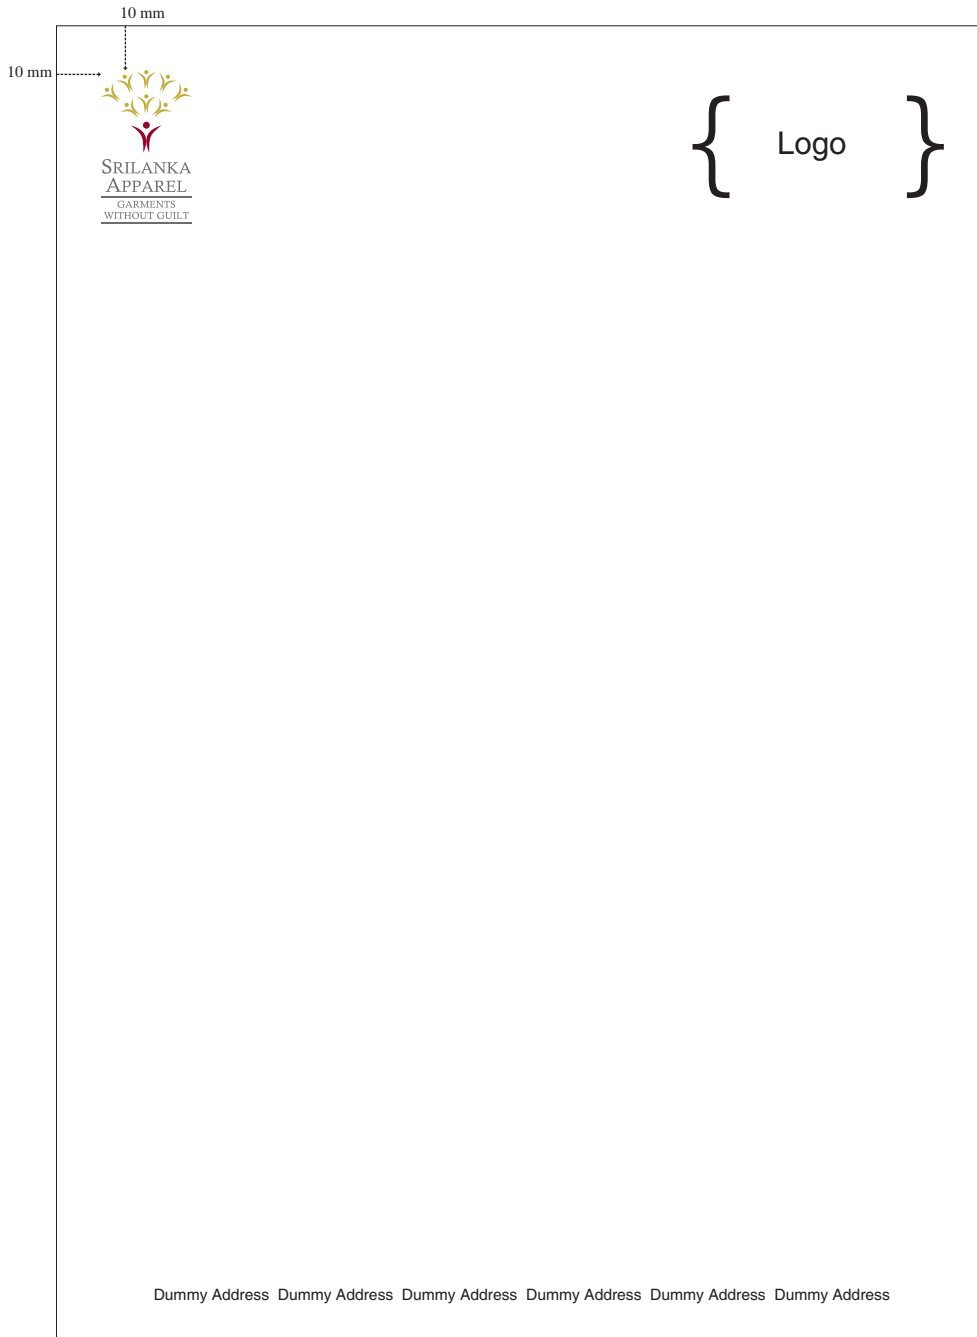 10 mm
10 mm
SRILANKA
APPAREL
GARMENTS
WITHOUT GUILT
{ Logo }
Dummy Address Dummy Address Dummy Address Dummy Address Dummy Address Dummy Address